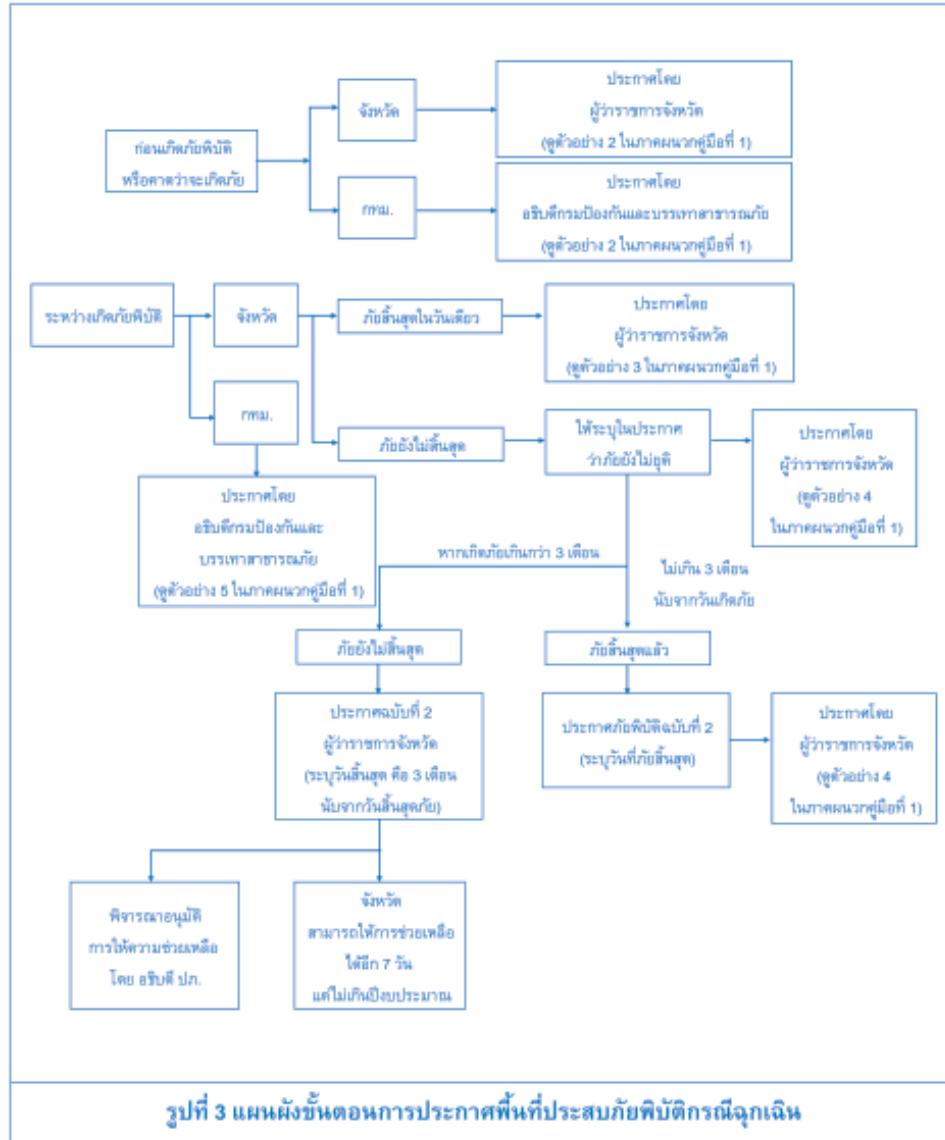 จังหวัด
ประกาศโดย
ผู้ว่าราชการจังหวัด
(ดูตัวอย่าง 2 ในภาคผนวกคู่มือที่ 1)
ก่อนเกิดภัยพิบัติ
หรือคาดว่าจะเกิดภัย
กทม.
ประกาศโดย
อธิบดีกรมป้องกันและบรรเทาสาธารณภัย
(ดูตัวอย่าง 2 ในภาคผนวกคู่มือที่ 1)
ระหว่างเกิดภัยพิบัติ
จังหวัด
ภัยสิ้นสุดในวันเดียว
ประกาศโดย
ผู้ว่าราชการจังหวัด
(ดูตัวอย่าง 3 ในภาคผนวกคู่มือที่ 1)
กทม.
ภัยยังไม่สิ้นสุด
ให้ระบุในประกาศ
ว่าภัยยังไม่ยุติ
ประกาศโดย
ผู้ว่าราชการจังหวัด
(ดูตัวอย่าง 4
ในภาคผนวกคู่มือที่ 1)
ประกาศโดย
อธิบดีกรมป้องกันและ
บรรเทาสาธารณภัย
(ดูตัวอย่าง 5 ในภาคผนวกคู่มือที่ 1)
หากเกิดภัยเกินกว่า 3 เดือน
ไม่เกิน 3 เดือน
นับจากวันเกิดภัย
ภัยยังไม่สิ้นสุด
ภัยสิ้นสุดแล้ว
ประกาศฉบับที่ 2
ผู้ว่าราชการจังหวัด
(ระบุวันสิ้นสุด คือ 3 เดือน
นับจากวันสิ้นสุดภัย)
ประกาศภัยพิบัติฉบับที่ 2
(ระบุวันที่ภัยสิ้นสุด)
ประกาศโดย
ผู้ว่าราชการจังหวัด
(ดูตัวอย่าง 4
ในภาคผนวกคู่มือที่ 1)
พิจารณาอนุมัติ
การให้ความช่วยเหลือ
โดย อธิบดี ปภ.
จังหวัด
สามารถให้การช่วยเหลือ
ได้อีก 7 วัน
แต่ไม่เกินปีงบประมาณ
รูปที่ 3 แผนผังขั้นตอนการประกาศพื้นที่ประสบภัยพิบัติกรณีฉุกเฉิน